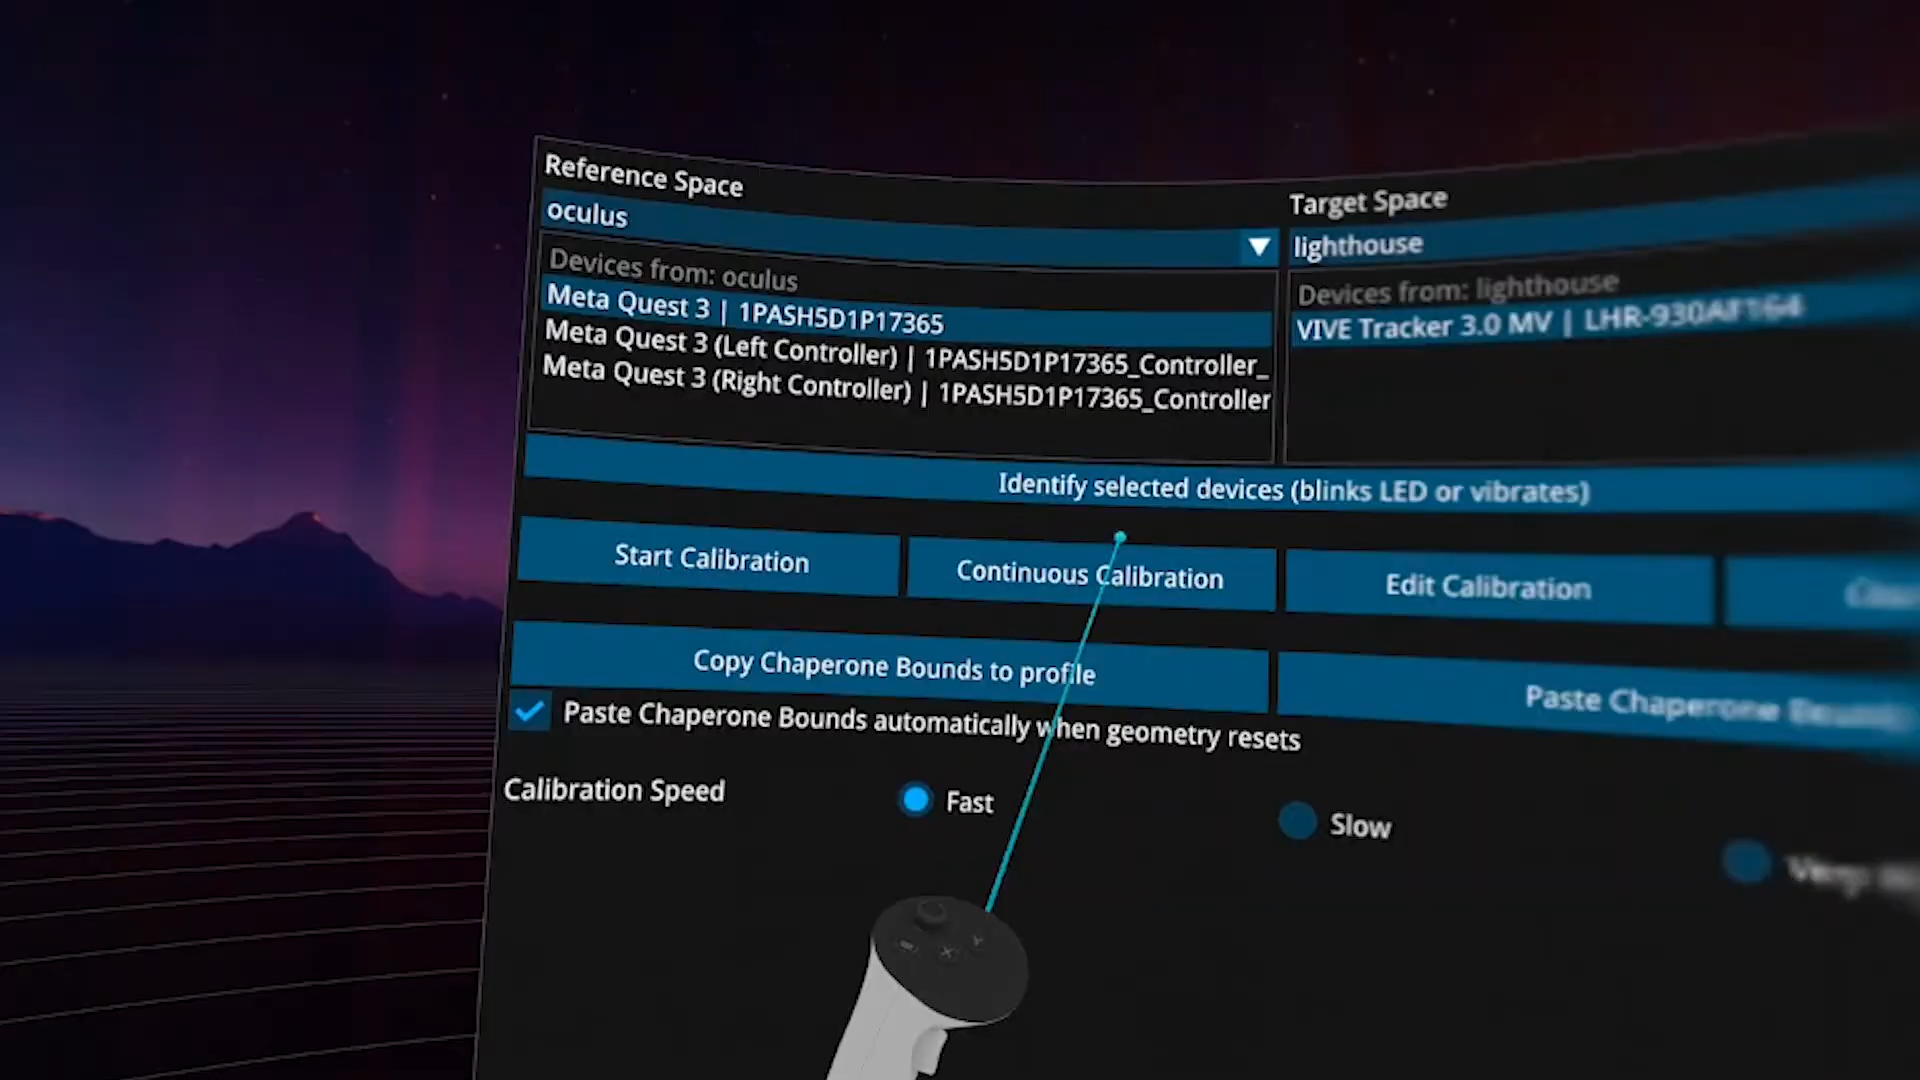 Reference Space
oculus
Devices from: oculus
Meta Quest 3 | 1PASH5D1P17365
Meta Quest 3 (Left Controller) | 1PASH5D1P17365_Controller_
Meta Quest 3 (Right Controller) | 1PASH5D1P17365_Controller
Target Space
lighthouse
Devices from: lighthouse
VIVE Tracker 3.0 MV |
Identify selected devices (blinks LED or vibrates)
Start Calibration
Continuous Calibration
Edit Calibration
Copy Chaperone Bounds to profile
Paste Chaperone
Paste Chaperone Bounds automatically when geometry resets
Calibration Speed
Fast
Slow